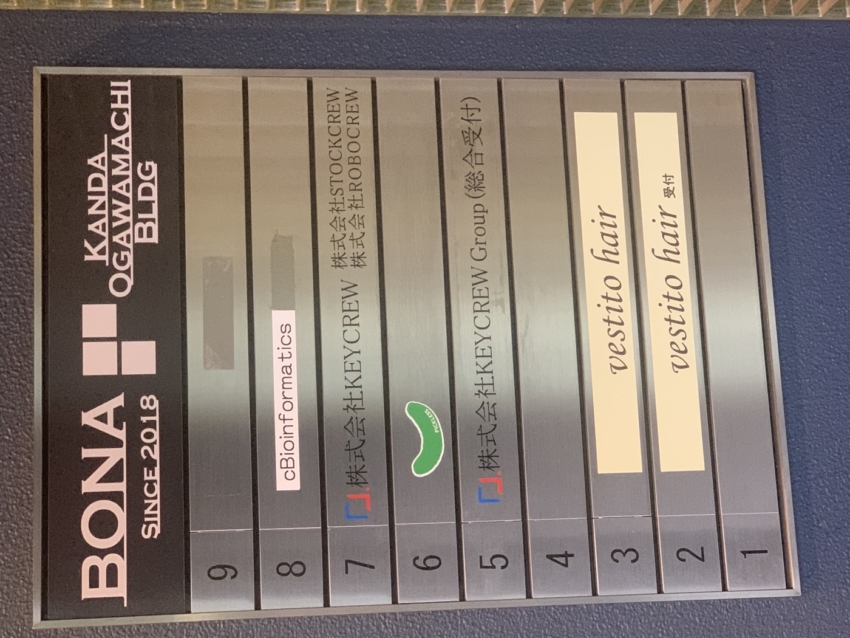 BONA
SINCE 2018
KANDA
OGAWAMACHI
BLDG
9
8 cBioinformatics
7 株式会社KEYCREW 株式会社STOCKCREW
株式会社ROBOCREW
6
5 株式会社KEYCREW Group(総合受付)
4
3 vestito hair
2 vestito hair 受付
1